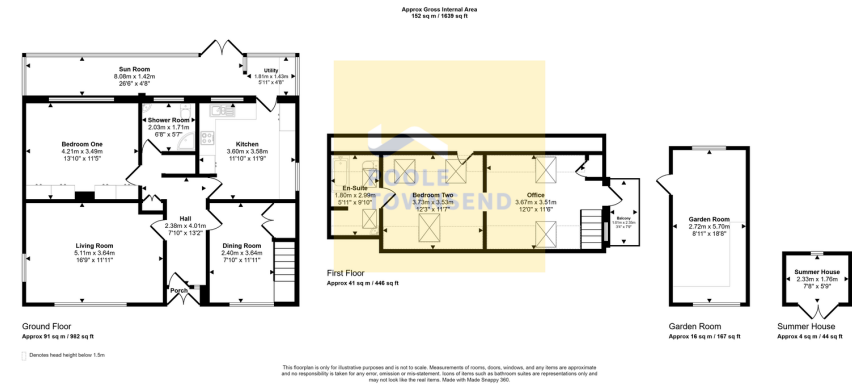 Approx Gross Internal Area
152 sq m / 1639 sq ft
Sun Room
8.08m x 1.42m
26'6" x 4'8"
Utility
1.81m x 1.43m
5'11" x 4'8"
Shower Room
2.03m x 1.71m
6'8" x 5'7"
Bedroom One
4.21m x 3.49m
13'10" x 11'5"
Kitchen
3.60m x 3.58m
11'10" x 11'9"
Hall
2.38m x 4.01m
7'10" x 13'2"
Living Room
5.11m x 3.64m
16'9" x 11'11"
Dining Room
2.40m x 3.64m
7'10" x 11'11"
Porch
Ground Floor
Approx 91 sq m / 982 sq ft
Denotes head height below 1.5m
POOLE
TOWNSEND
En-Suite
1.80m x 2.99m
5'11" x 9'10"
Bedroom Two
3.73m x 3.53m
12'3" x 11'7"
Office
3.67m x 3.51m
12'0" x 11'6"
Balcony
First Floor
Approx 41 sq m / 446 sq ft
Garden Room
2.72m x 5.70m
8'11" x 18'8"
Garden Room
Approx 16 sq m / 167 sq ft
Summer House
2.33m x 1.76m
7'8" x 5'9"
Summer House
Approx 4 sq m / 44 sq ft
This floorplan is only for illustrative purposes and is not to scale. Measurements of rooms, doors, windows, and any items are approximate
and no responsibility is taken for any error, omission or mis-statement. Icons of items such as bathroom suites are representations only and
may not look like the real items. Made with Made Snappy 360.